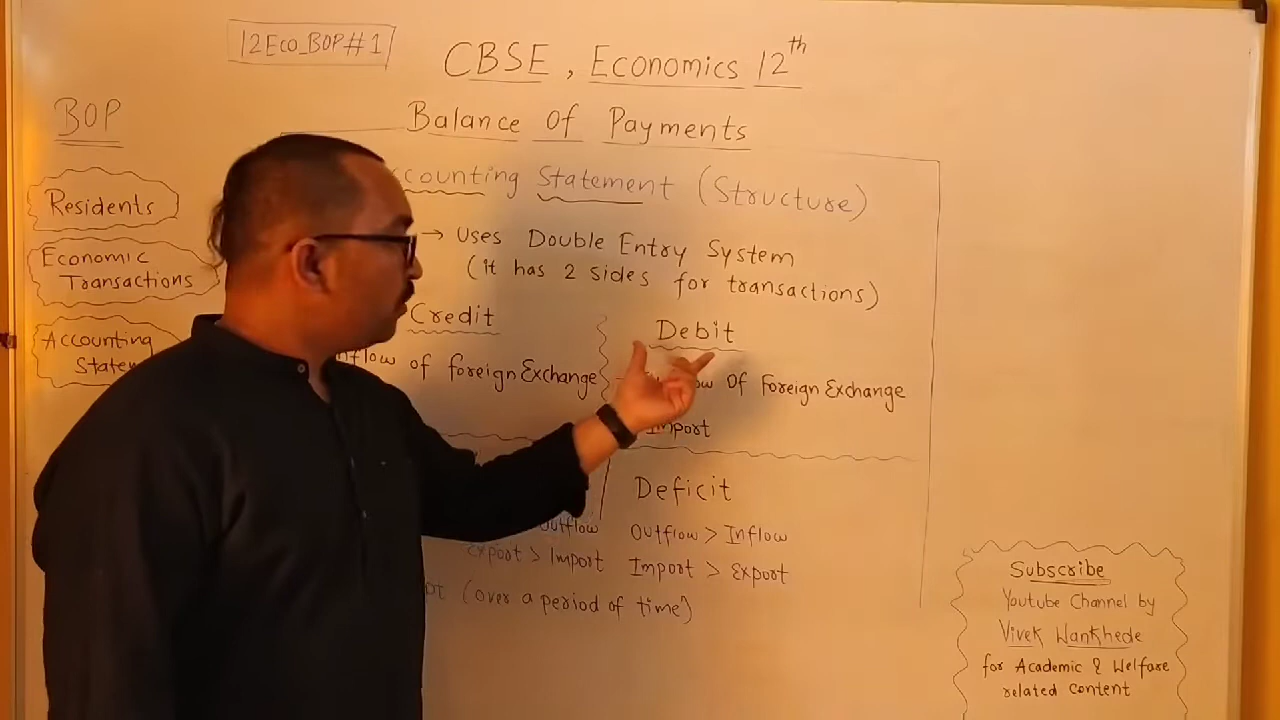 12Eco_BOP#1
CBSE, Economics 12th
BOP
Balance Of Payments
Residents
Economic
Transactions
Accounting
Statement (Structure)
→ Uses Double Entry System
(it has 2 sides for transactions)
Credit
of foreign Exchange
Debit
Of Foreign Exchange
Import
Outflow
Export > Import
Deficit
Outflow > Inflow
Import > Export
(over a period of time)
Subscribe
Youtube Channel by
Vivek Wankhede
for Academic & Welfare
related content